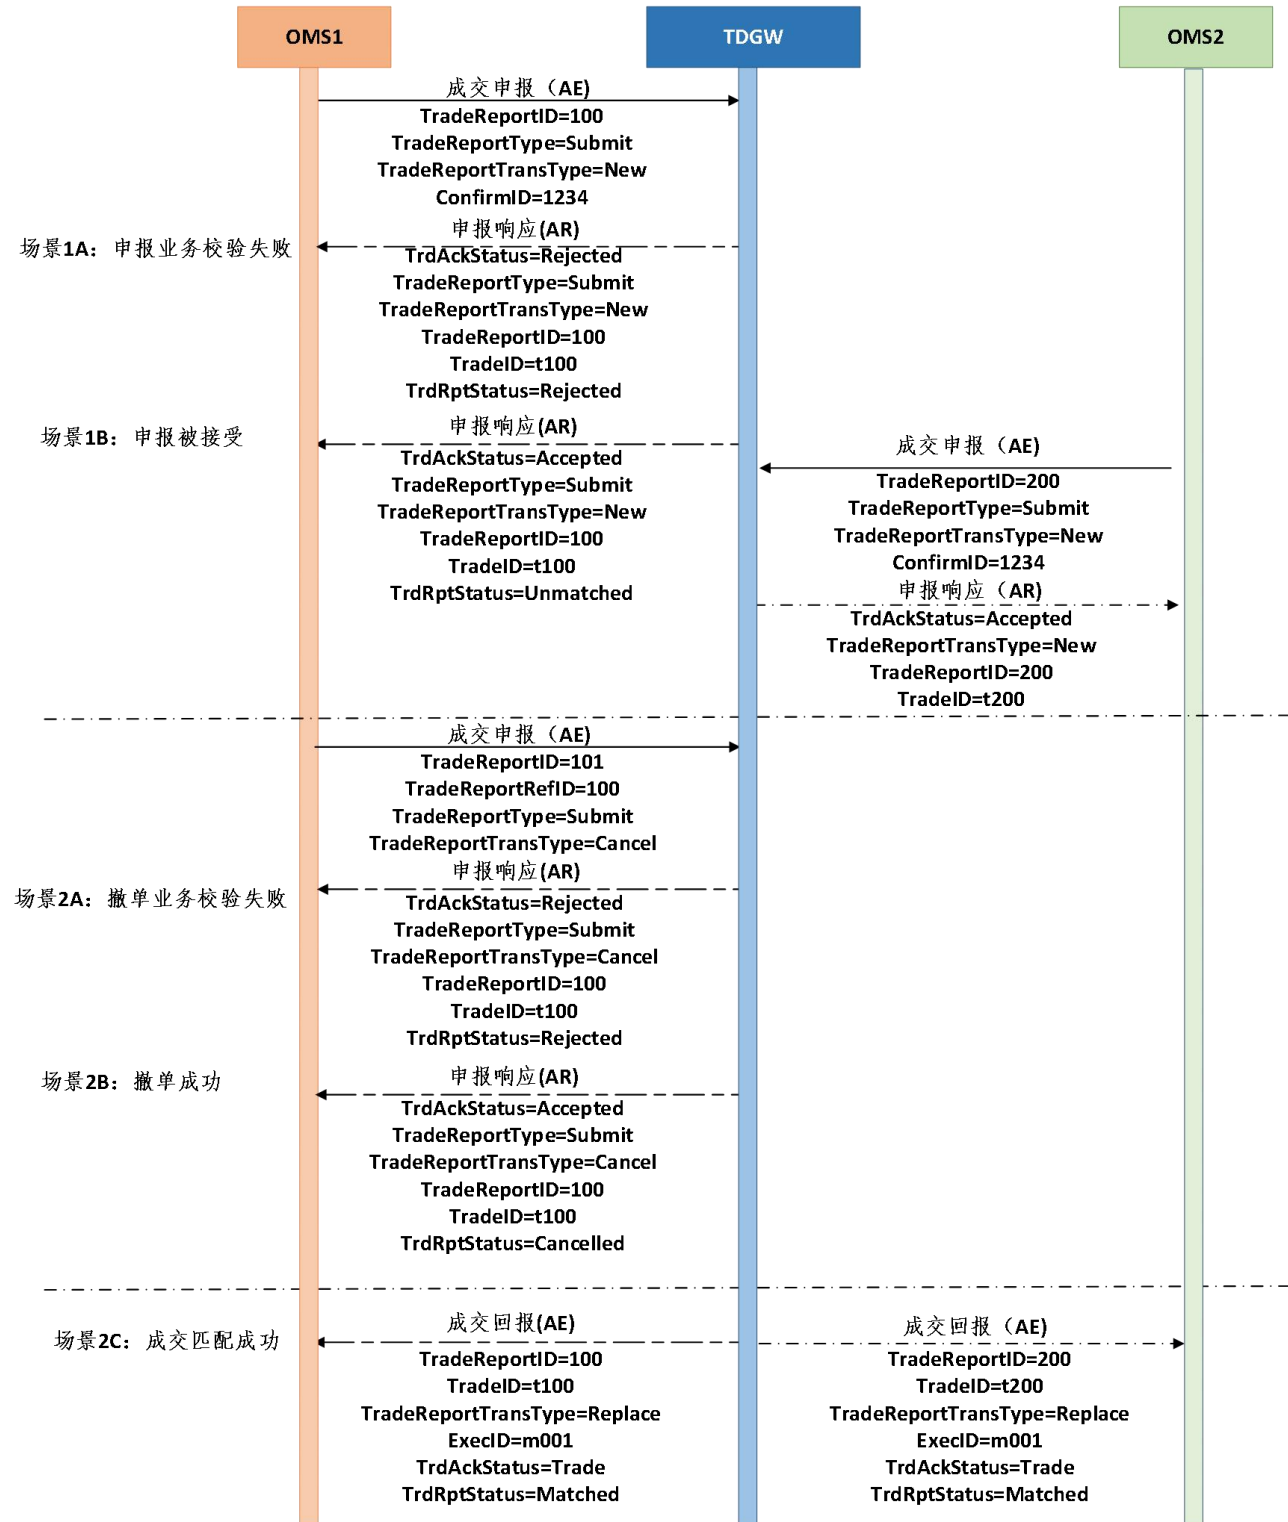 OMS1
TDGW
OMS2
成交申报（AE)
TradeReportID=100
TradeReportType=Submit
TradeReportTransType=New
ConfirmID=1234
申报响应(AR)
场景1A：申报业务校验失败
TrdAckStatus=Rejected
TradeReportType=Submit
TradeReportTransType=New
TradeReportID=100
TradeID=t100
TrdRptStatus=Rejected
场景1B：申报被接受
申报响应(AR)
TrdAckStatus=Accepted
TradeReportType=Submit
TradeReportTransType=New
TradeReportID=100
TradeID=t100
TrdRptStatus=Unmatched
成交申报（AE)
TradeReportID=200
TradeReportType=Submit
TradeReportTransType=New
ConfirmID=1234
申报响应（AR)
TrdAckStatus=Accepted
TradeReportTransType=New
TradeReportID=200
TradeID=t200
成交申报（AE)
TradeReportID=101
TradeReportRefID=100
TradeReportType=Submit
TradeReportTransType=Cancel
申报响应(AR)
场景2A：撤单业务校验失败
TrdAckStatus=Rejected
TradeReportType=Submit
TradeReportTransType=Cancel
TradeReportID=100
TradeID=t100
TrdRptStatus=Rejected
场景2B：撤单成功
申报响应(AR)
TrdAckStatus=Accepted
TradeReportType=Submit
TradeReportTransType=Cancel
TradeReportID=100
TradeID=t100
TrdRptStatus=Cancelled
场景2C：成交匹配成功
成交回报(AE)
TradeReportID=100
TradeID=t100
TradeReportTransType=Replace
ExecID=m001
TrdAckStatus=Trade
TrdRptStatus=Matched
成交回报（AE)
TradeReportID=200
TradeID=t200
TradeReportTransType=Replace
ExecID=m001
TrdAckStatus=Trade
TrdRptStatus=Matched